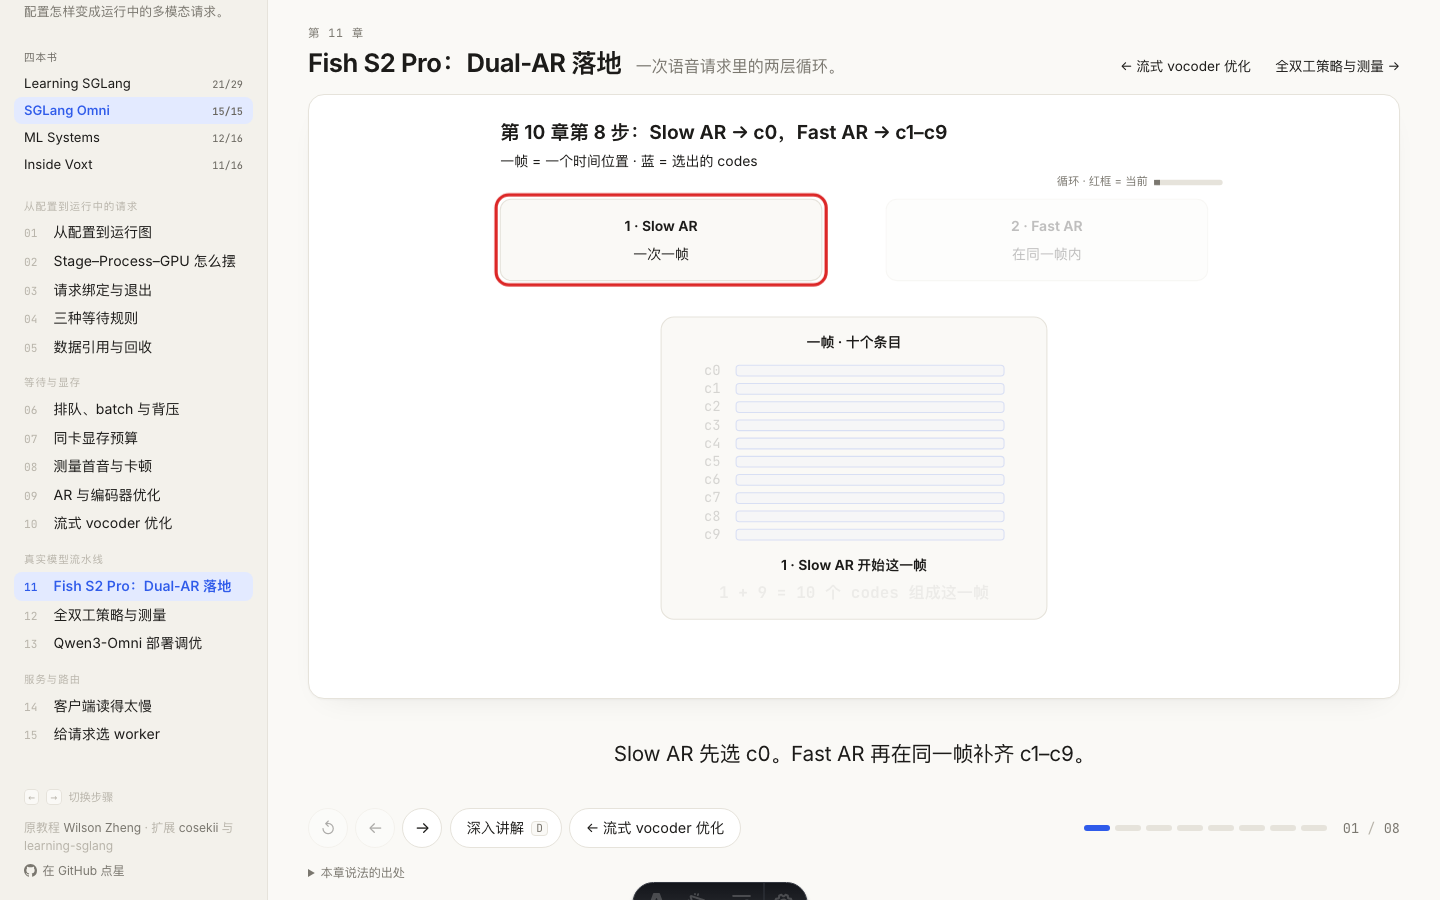 配置怎样变成运行中的多模态请求。
四本书
Learning SGLang 21/29
SGLang Omni 15/15
ML Systems 12/16
Inside Voxt 11/16
从配置到运行中的请求
01 从配置到运行图
02 Stage–Process–GPU 怎么摆
03 请求绑定与退出
04 三种等待规则
05 数据引用与回收
等待与显存
06 排队、batch 与背压
07 同卡显存预算
08 测量首音与卡顿
09 AR 与编码器优化
10 流式 vocoder 优化
真实模型流水线
11 Fish S2 Pro：Dual-AR 落地
12 全双工策略与测量
13 Qwen3-Omni 部署调优
服务与路由
14 客户端读得太慢
15 给请求选 worker
← → 切换步骤
原教程 Wilson Zheng · 扩展 cosekii 与
learning-sglang
在 GitHub 点星
第 11 章
Fish S2 Pro：Dual-AR 落地 一次语音请求里的两层循环。
← 流式 vocoder 优化 全双工策略与测量 →
第 10 章第 8 步：Slow AR → c0，Fast AR → c1–c9
一帧 = 一个时间位置 · 蓝 = 选出的 codes
循环 · 红框 = 当前
1 · Slow AR
一次一帧
2 · Fast AR
在同一帧内
一帧 · 十个条目
c0
c1
c2
c3
c4
c5
c6
c7
c8
c9
1 · Slow AR 开始这一帧
1 + 9 = 10 个 codes 组成这一帧
Slow AR 先选 c0。Fast AR 再在同一帧补齐 c1–c9。
← → 深入讲解 D ← 流式 vocoder 优化 01 / 08
▶ 本章说法的出处